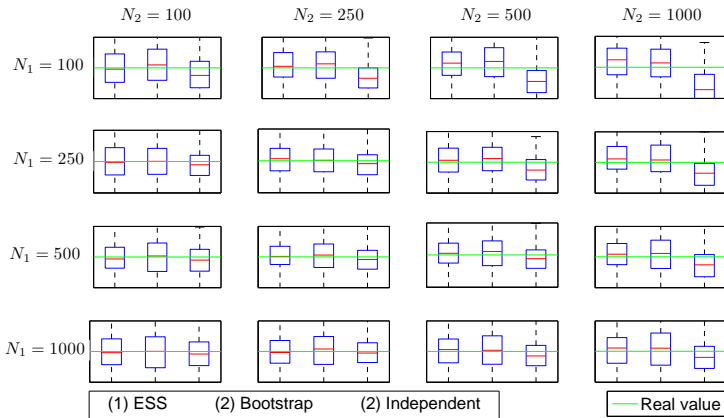 N₂ = 100 N₂ = 250 N₂ = 500 N₂ = 1000
N₁ = 100
N₁ = 250
N₁ = 500
N₁ = 1000
(1) ESS (2) Bootstrap (2) Independent
Real value